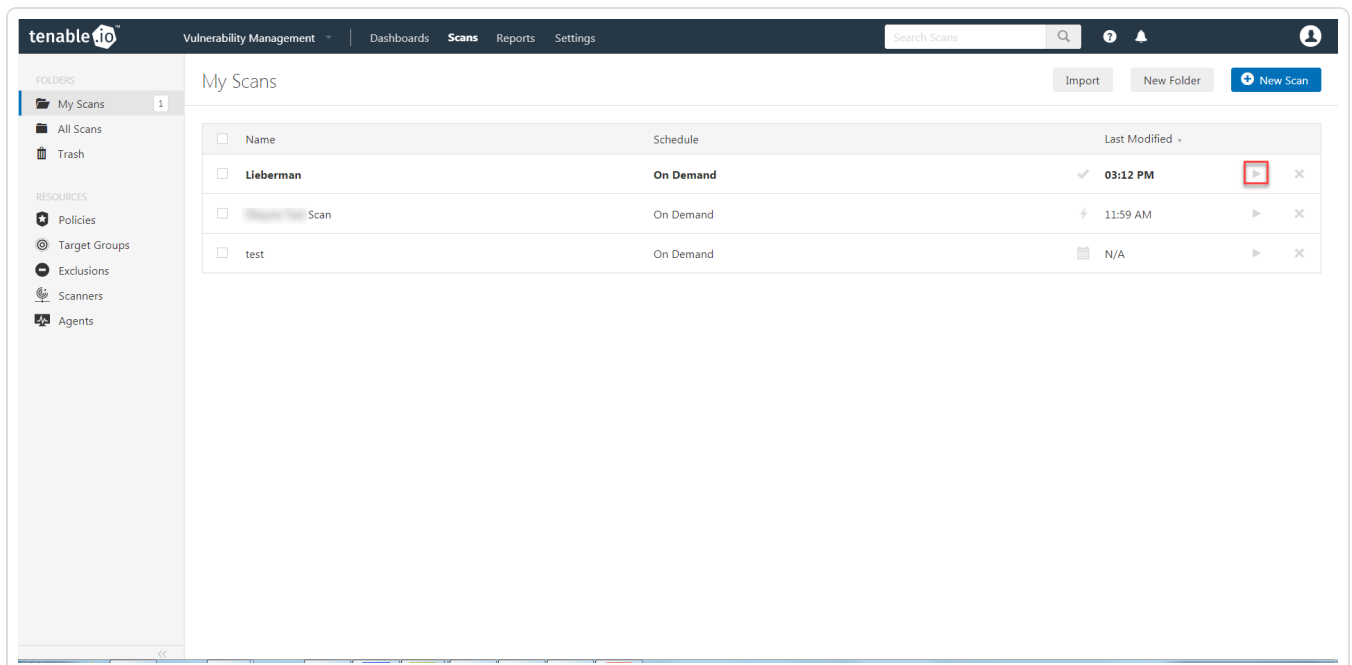 tenable.io™ Vulnerability Management Dashboards Scans Reports Settings Search Scans
FOLDERS
My Scans 1
All Scans
Trash
RESOURCES
Policies
Target Groups
Exclusions
Scanners
Agents
My Scans Import New Folder New Scan
Name Schedule Last Modified
Lieberman On Demand 03:12 PM
Scan On Demand 11:59 AM
test On Demand N/A